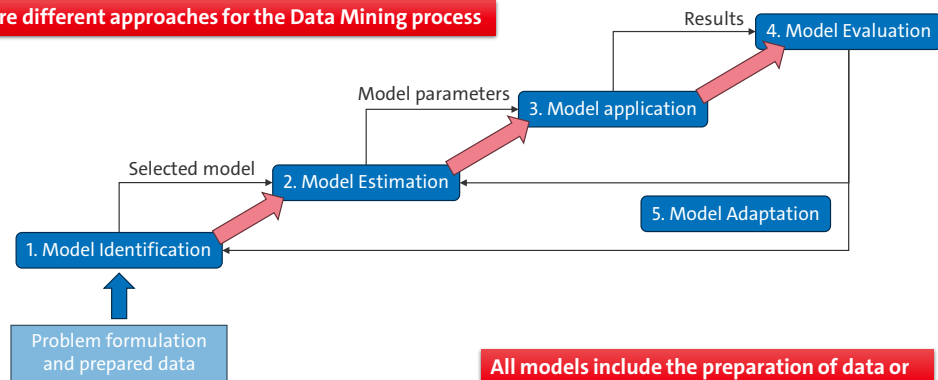 re different approaches for the Data Mining process
Results
4. Model Evaluation
Model parameters
3. Model application
Selected model
2. Model Estimation
5. Model Adaptation
1. Model Identification
Problem formulation
and prepared data
All models include the preparation of data or